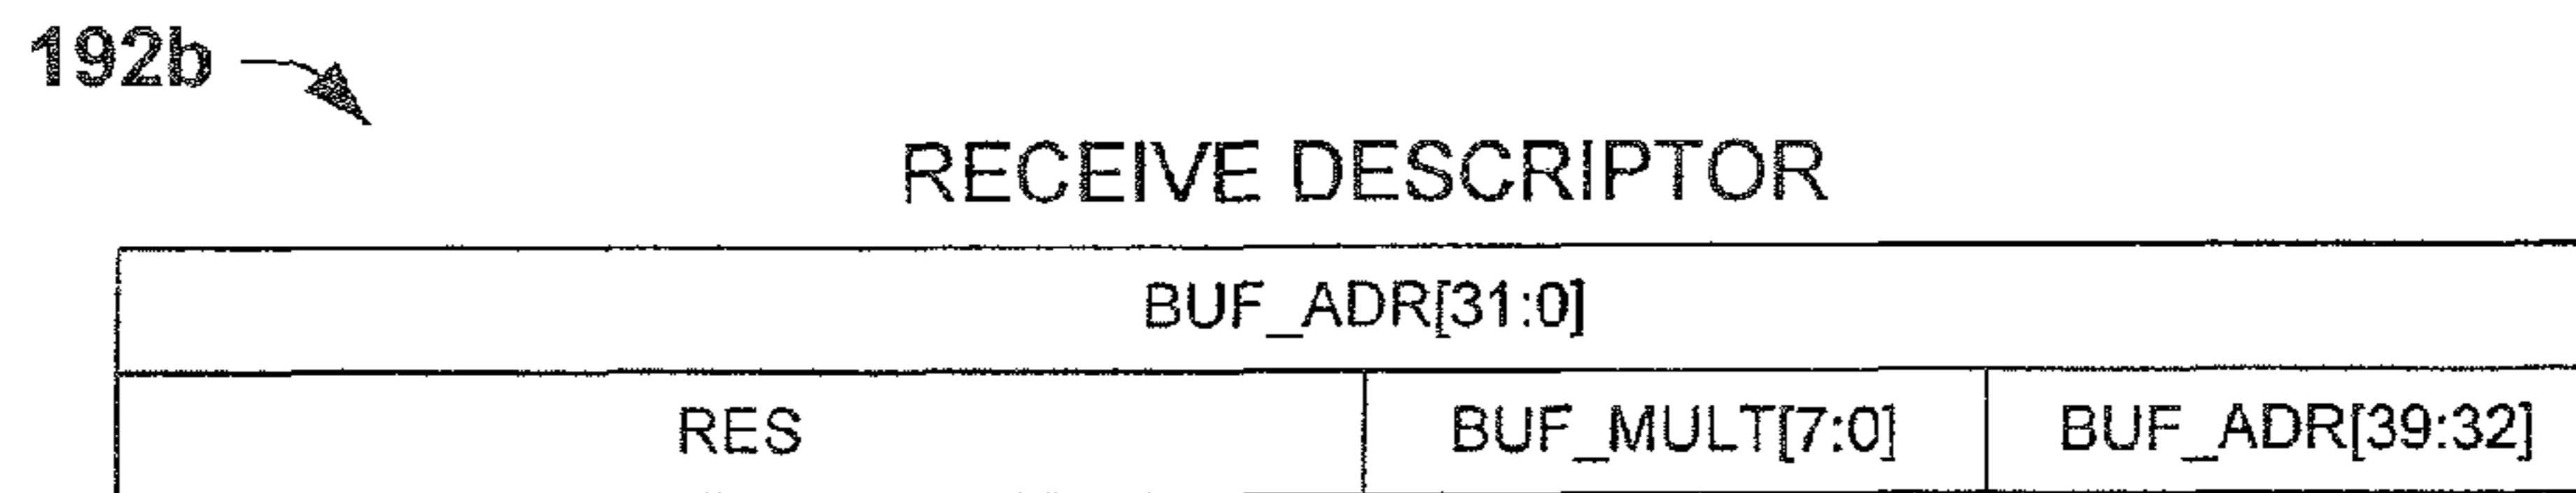 192b
RECEIVE DESCRIPTOR
BUF_ADR[31:0]
RES BUF_MULT[7:0] BUF_ADR[39:32]